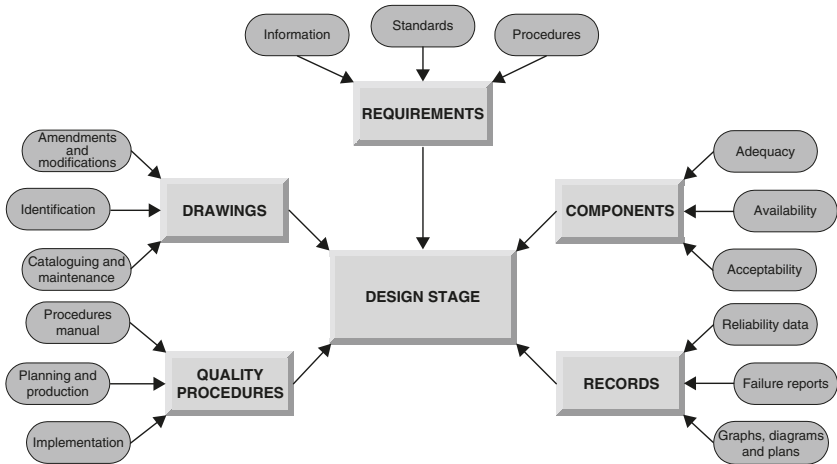 Information
Standards
Procedures
REQUIREMENTS
Amendments
and
modifications
Identification
Cataloguing and
maintenance
DRAWINGS
COMPONENTS
Adequacy
Availability
Acceptability
DESIGN STAGE
Procedures
manual
Planning and
production
Implementation
QUALITY
PROCEDURES
RECORDS
Reliability data
Failure reports
Graphs, diagrams
and plans